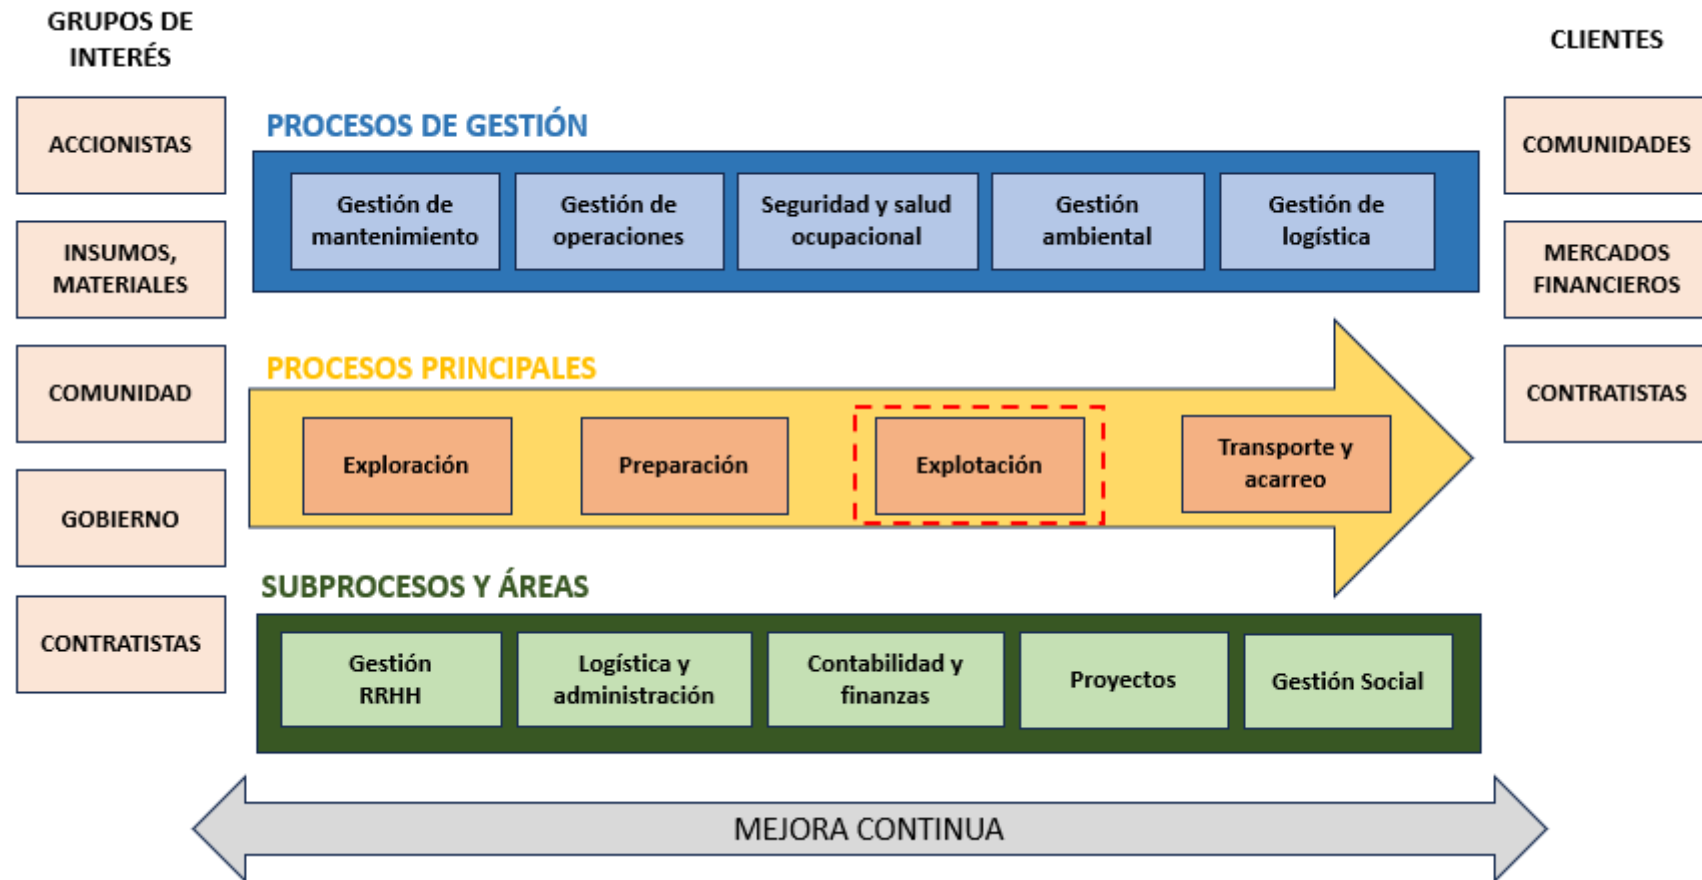 GRUPOS DE
INTERÉS
ACCIONISTAS
INSUMOS,
MATERIALES
COMUNIDAD
GOBIERNO
CONTRATISTAS
PROCESOS DE GESTIÓN
Gestión de
mantenimiento
Gestión de
operaciones
Seguridad y salud
ocupacional
Gestión
ambiental
Gestión de
logística
PROCESOS PRINCIPALES
Exploración
Preparación
Explotación
Transporte y
acarreo
SUBPROCESOS Y ÁREAS
Gestión
RRHH
Logística y
administración
Contabilidad y
finanzas
Proyectos
Gestión Social
CLIENTES
COMUNIDADES
MERCADOS
FINANCIEROS
CONTRATISTAS
MEJORA CONTINUA